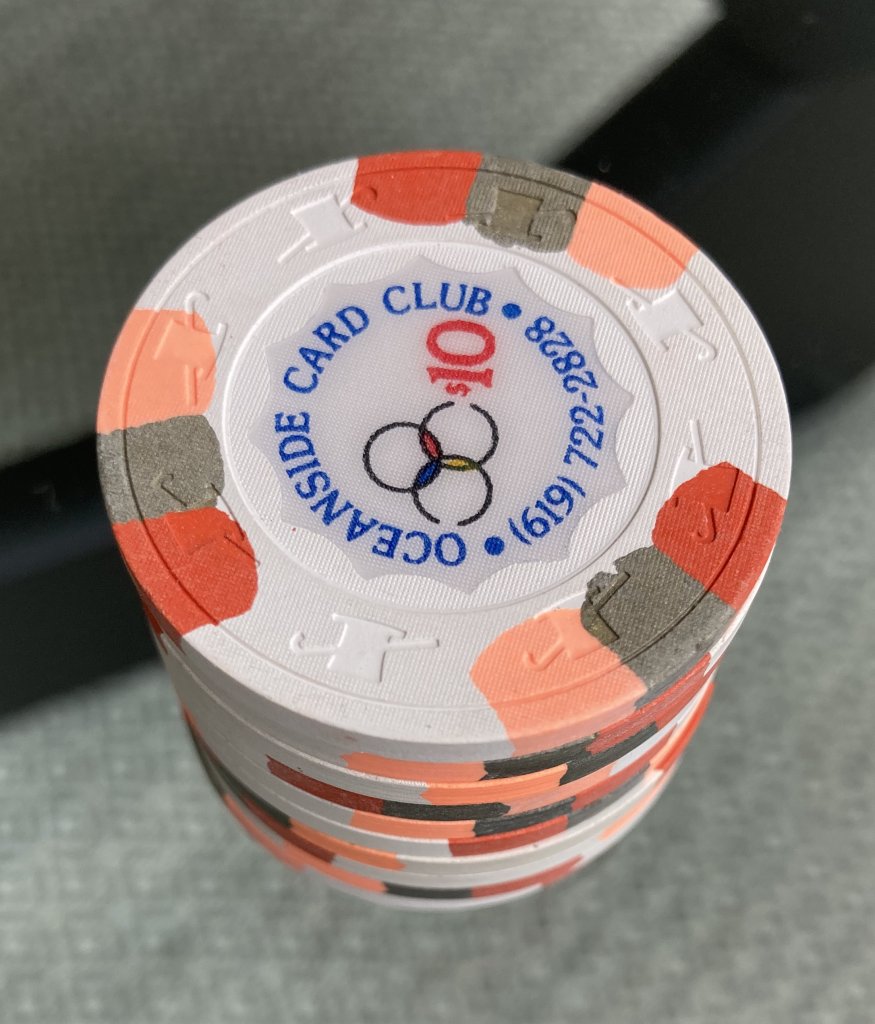 OCEANSIDE CARD CLUB •
(619) 722-2828 •
$10